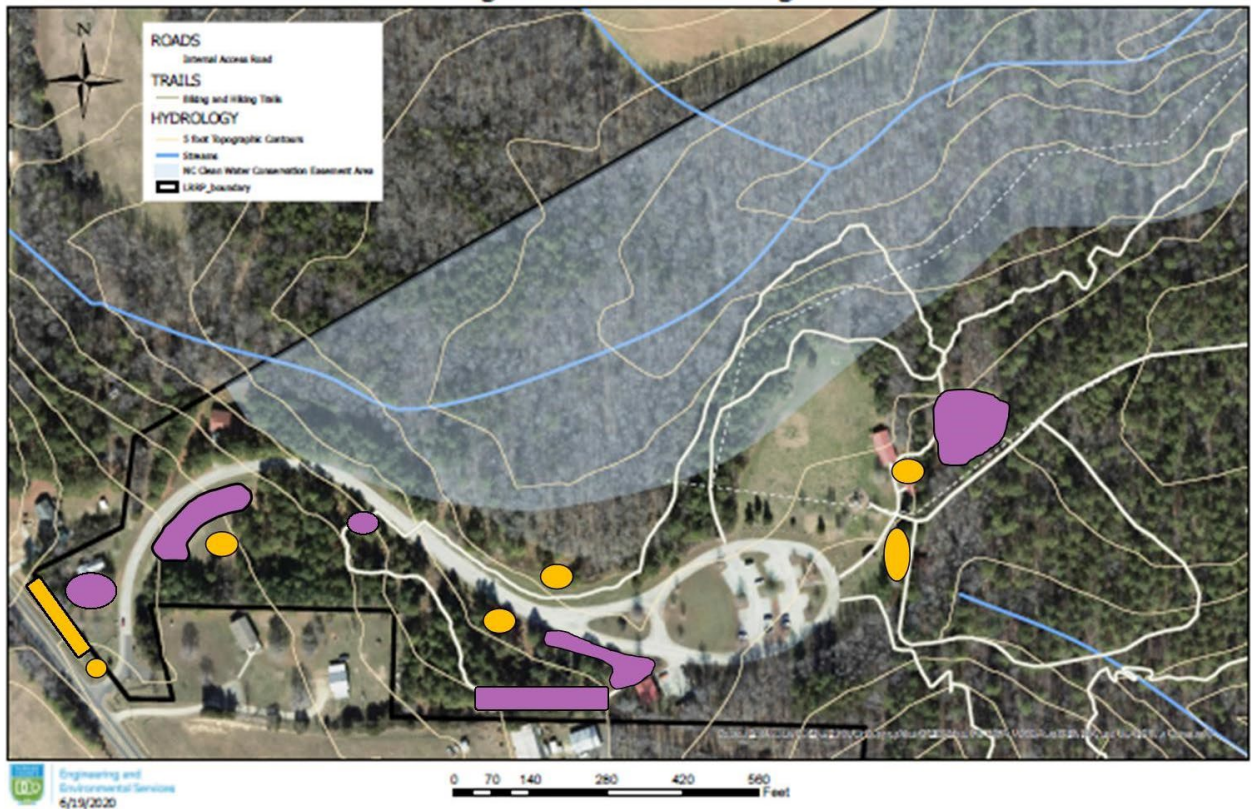 N
ROADS
Internal Access Road
TRAILS
Biking and Hiking Trails
HYDROLOGY
5 foot Topographic Contours
Streams
NC Clean Water Conservation Easement Area
LRRP_boundary
Engineering and
Environmental Services
6/19/2020
0 70 140 280 420 560
Feet